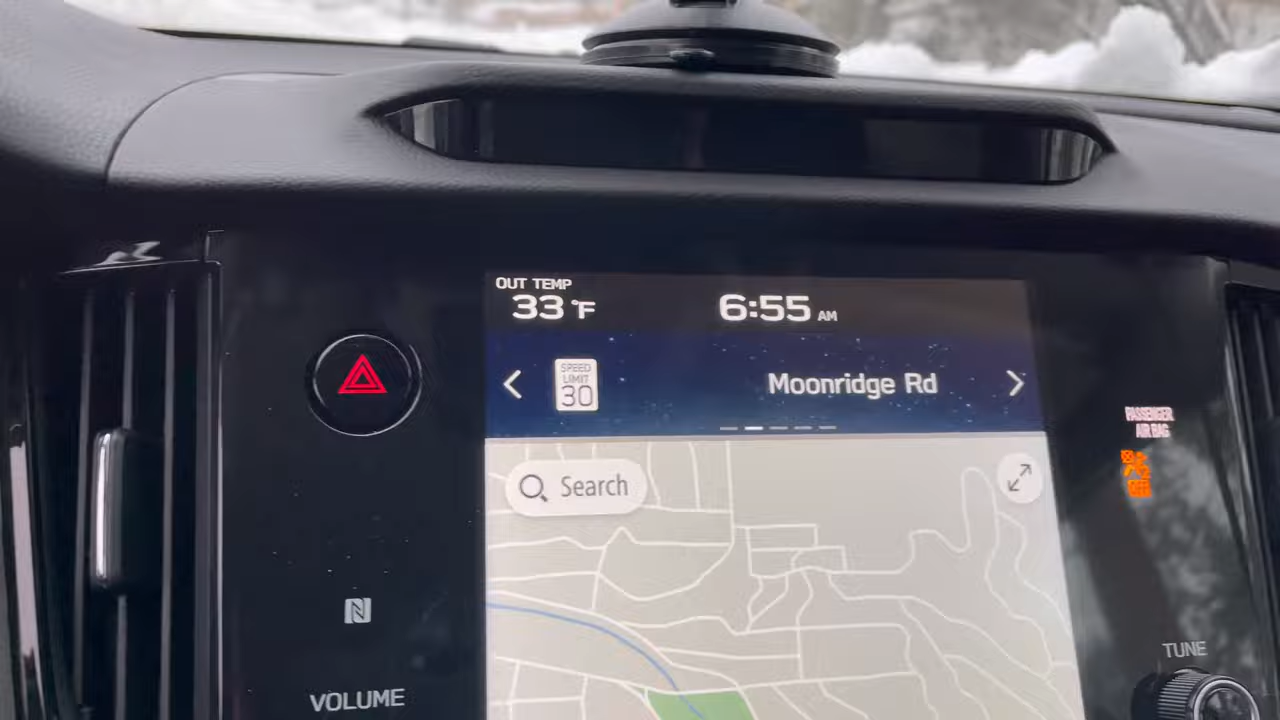 OUT TEMP
33 °F
6:55 AM
SPEED
LIMIT
30
Moonridge Rd
Search
PASSENGER
AIR BAG
OFF
N
VOLUME
TUNE